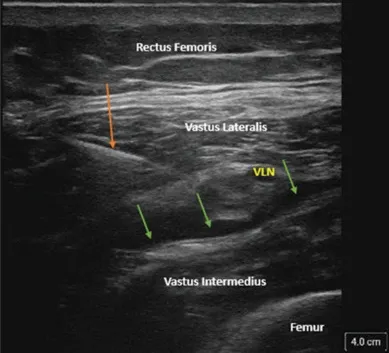 Rectus Femoris
Vastus Lateralis
VLN
Vastus Intermedius
Femur
4.0 cm